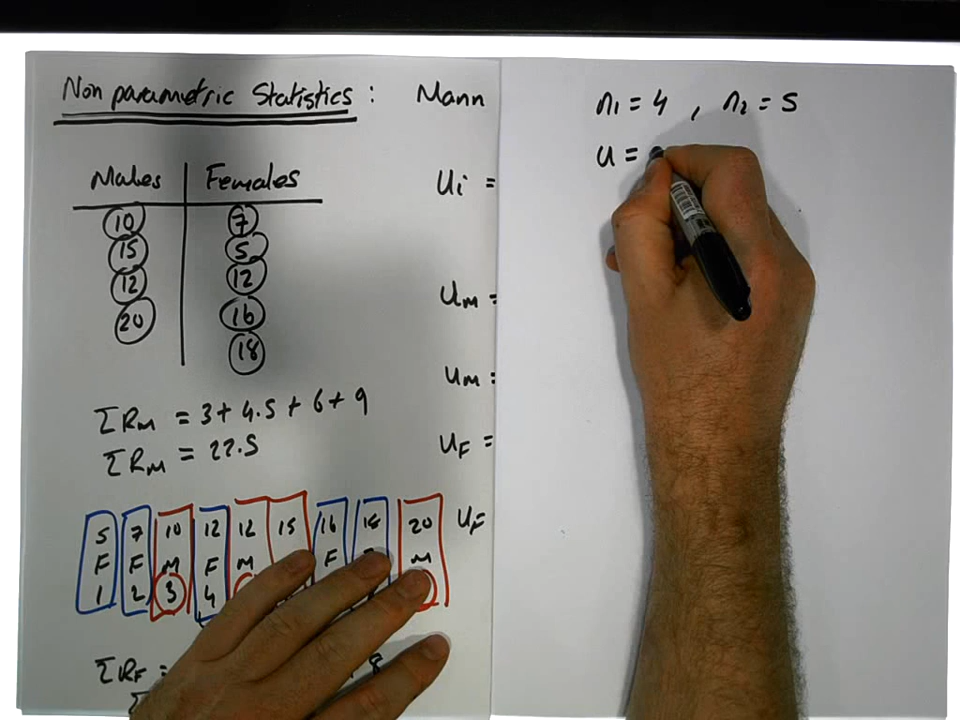 Non parametric Statistics : Mann
n1 = 4 , n2 = 5
u =
Males Females
10 7
15 5
12 12
20 16
18
Ui =
UM =
UM =
UF =
UF
ΣRM = 3 + 4.5 + 6 + 9
ΣRM = 22.5
5 7 10 12 12 15 16 18 20
F F M F M F M
1 2 3 4
ΣRF = 8
Σ